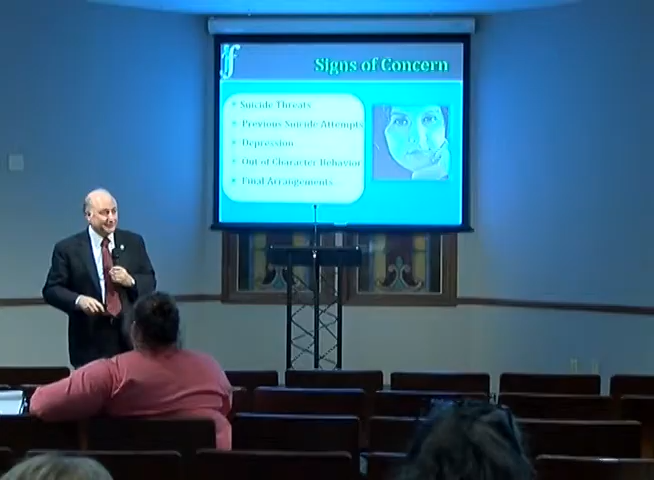 Signs of Concern
Suicide Threats
Previous Suicide Attempts
Depression
Out of Character Behavior
Final Arrangements